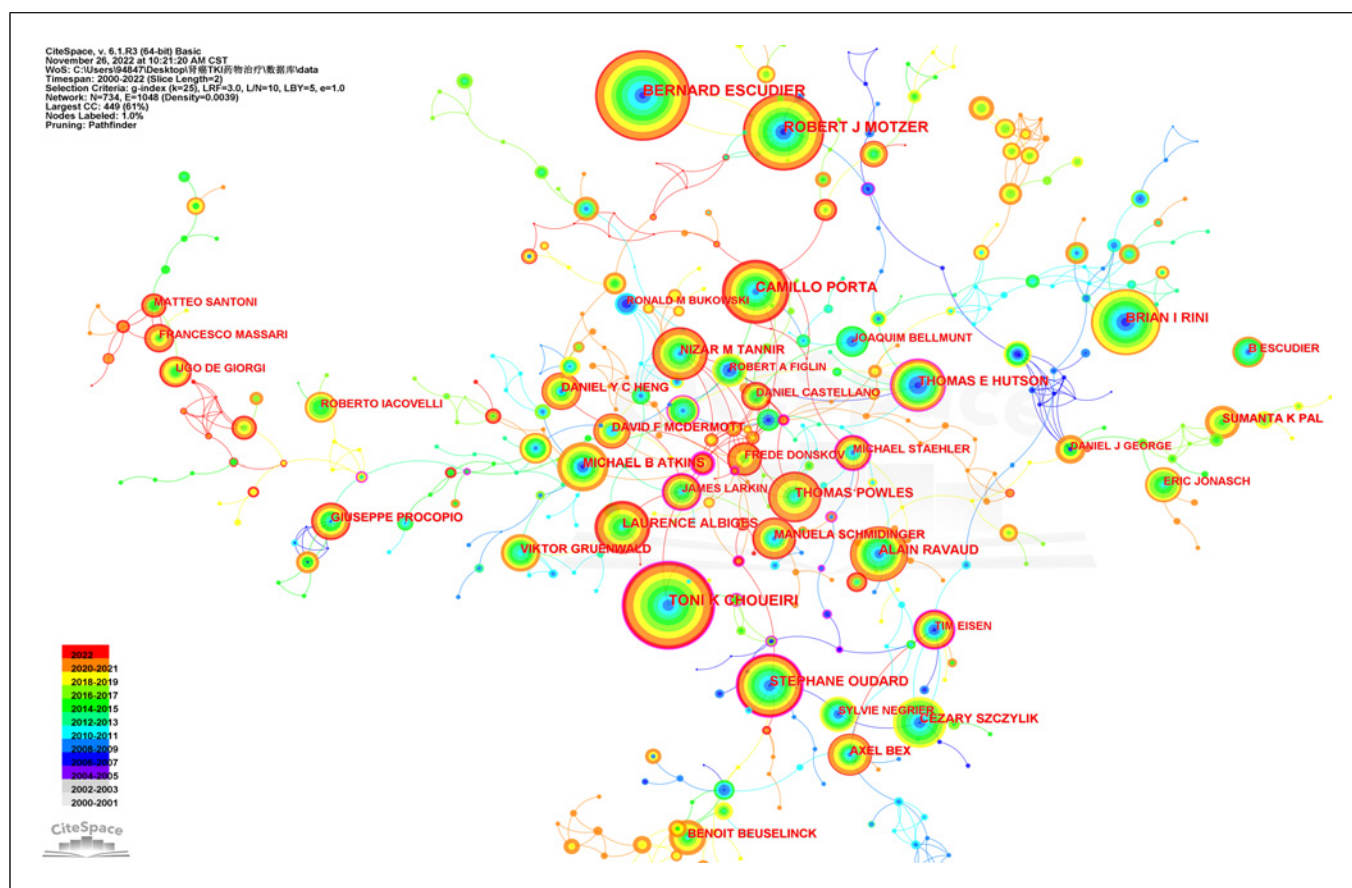 CiteSpace, v. 6.1.R3 (64-bit) Basic
November 26, 2022 at 10:21:20 AM CST
WoS: C:\Users\94847\Desktop\肾癌TKI药物治疗\数据库\data
Timespan: 2000-2022 (Slice Length=2)
Selection Criteria: g-index (k=25), LRF=3.0, L/N=10, LBY=5, e=1.0
Network: N=734, E=1048 (Density=0.0039)
Largest CC: 449 (61%)
Nodes Labeled: 1.0%
Pruning: Pathfinder
BERNARD ESCUDIER
ROBERT J MOTZER
CAMILLO PORTA
MATTEO SANTONI
RONALD M BUKOWSKI
BRIAN I RINI
FRANCESCO MASSARI
JOAQUIM BELLMUNT
B ESCUDIER
NIZAR M TANNIR
UGO DE GIORGI
ROBERT A FIGLIN
THOMAS E HUTSON
DANIEL Y C HENG
DANIEL CASTELLANO
ROBERTO IACOVELLI
SUMANTA K PAL
DAVID F MCDERMOTT
DANIEL J GEORGE
MICHAEL STAEHLER
FREDE DONSKOV
MICHAEL B ATKINS
ERIC JONASCH
JAMES LARKIN
THOMAS POWLES
GIUSEPPE PROCOPIO
LAURENCE ALBIGES
MANUELA SCHMIDINGER
VIKTOR GRUENWALD
ALAIN RAVAUD
TONI K CHOUEIRI
TIM EISEN
STEPHANE OUDARD
SYLVIE NEGRIER
CEZARY SZCZYLIK
AXEL BEX
BENOIT BEUSELINCK
2022
2020-2021
2018-2019
2016-2017
2014-2015
2012-2013
2010-2011
2008-2009
2006-2007
2004-2005
2002-2003
2000-2001
CiteSpace